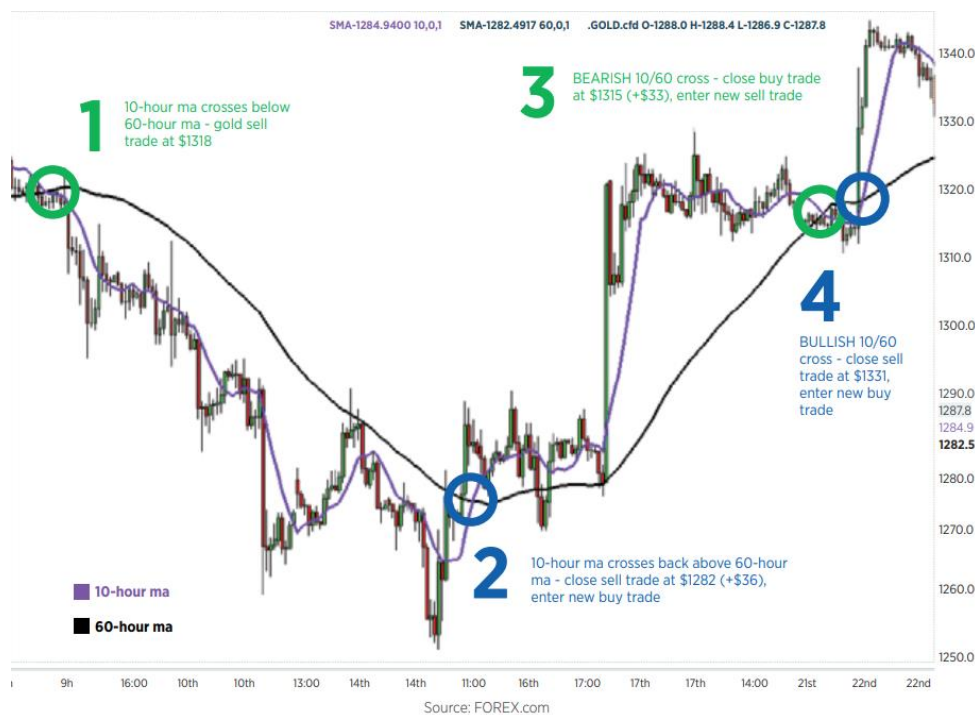 SMA-1284.9400 10,0,1 SMA-1282.4917 60,0,1 .GOLD.cfd O-1288.0 H-1288.4 L-1286.9 C-1287.8
1
10-hour ma crosses below
60-hour ma - gold sell
trade at $1318
3
BEARISH 10/60 cross - close buy trade
at $1315 (+$33), enter new sell trade
4
BULLISH 10/60
cross - close sell
trade at $1331,
enter new buy
trade
2
10-hour ma crosses back above 60-hour
ma - close sell trade at $1282 (+$36),
enter new buy trade
10-hour ma
60-hour ma
1340.0
1330.0
1320.0
1310.0
1300.0
1290.0
1287.8
1284.9
1282.5
1280.0
1270.0
1260.0
1250.0
9h 16:00 10th 10th 13:00 14th 14th 11:00 16th 17:00 17th 17th 14:00 21st 22nd 22nd
Source: FOREX.com